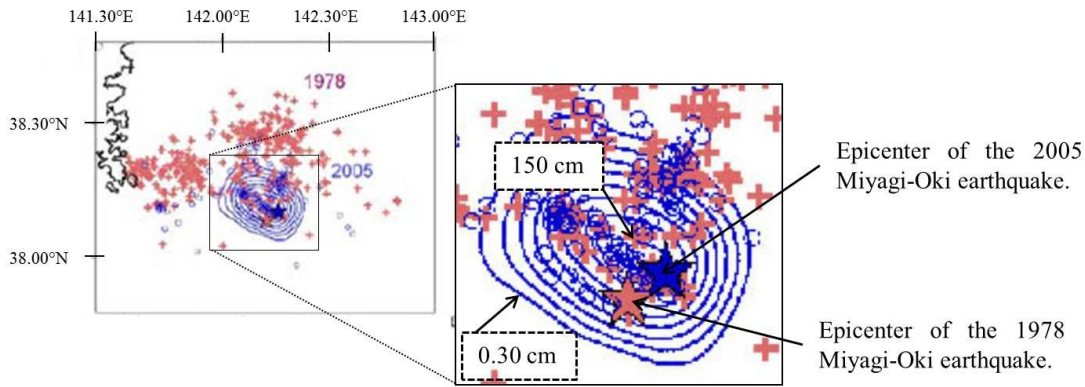 141.30°E 142.00°E 142.30°E 143.00°E
1978
38.30°N
150 cm
Epicenter of the 2005
Miyagi-Oki earthquake.
2005
38.00°N
Epicenter of the 1978
Miyagi-Oki earthquake.
0.30 cm